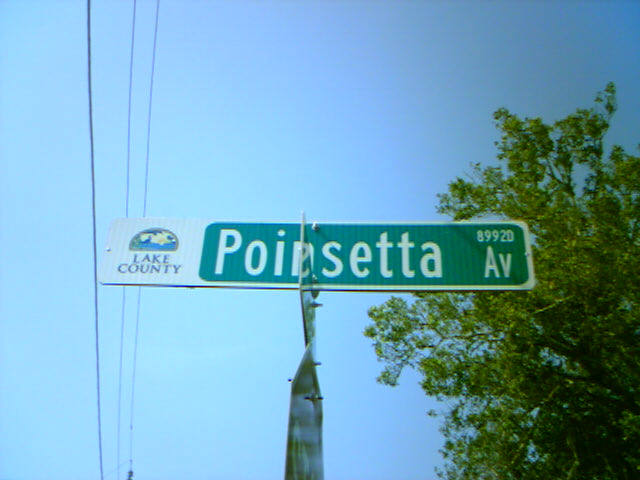 LAKE
COUNTY
Poinsetta
8992D
Av